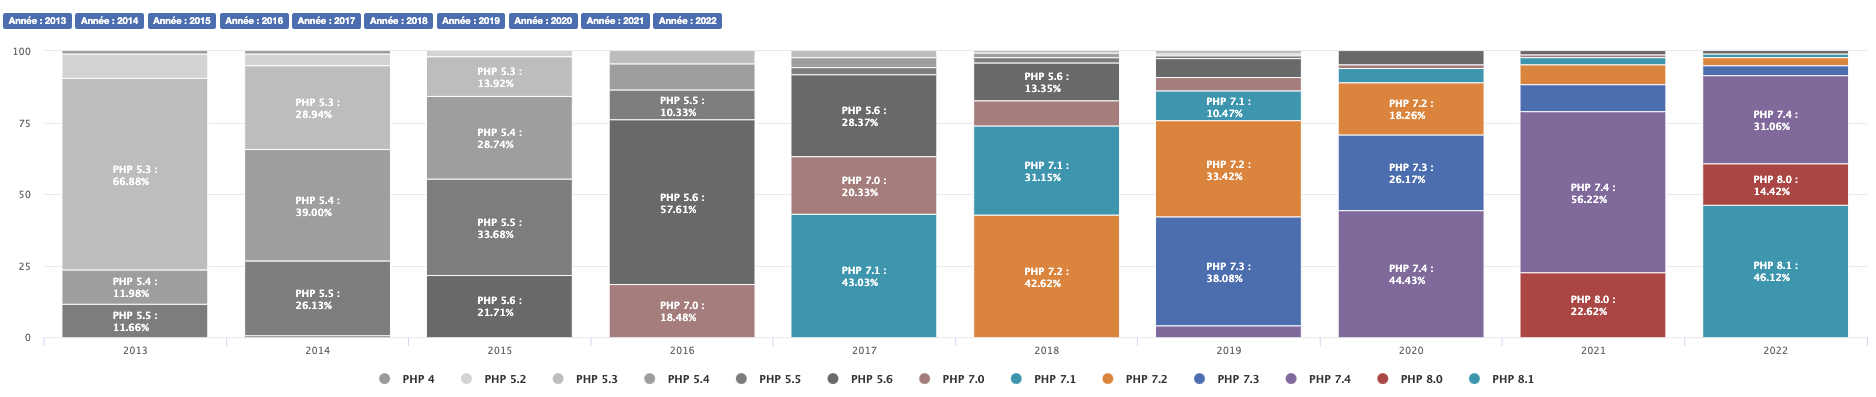 Année : 2013 Année : 2014 Année : 2015 Année : 2016 Année : 2017 Année : 2018 Année : 2019 Année : 2020 Année : 2021 Année : 2022
100
75
50
25
0
PHP 5.3 :
66.88%
PHP 5.4 :
11.98%
PHP 5.5 :
11.66%
PHP 5.3 :
28.94%
PHP 5.4 :
39.00%
PHP 5.5 :
26.13%
PHP 5.3 :
13.92%
PHP 5.4 :
28.74%
PHP 5.5 :
33.68%
PHP 5.6 :
21.71%
PHP 5.5 :
10.33%
PHP 5.6 :
57.61%
PHP 7.0 :
18.48%
PHP 5.6 :
28.37%
PHP 7.0 :
20.33%
PHP 7.1 :
43.03%
PHP 5.6 :
13.35%
PHP 7.1 :
31.15%
PHP 7.2 :
42.62%
PHP 7.1 :
10.47%
PHP 7.2 :
33.42%
PHP 7.3 :
38.08%
PHP 7.2 :
18.26%
PHP 7.3 :
26.17%
PHP 7.4 :
44.43%
PHP 7.4 :
56.22%
PHP 8.0 :
22.62%
PHP 7.4 :
31.06%
PHP 8.0 :
14.42%
PHP 8.1 :
46.12%
2013 2014 2015 2016 2017 2018 2019 2020 2021 2022
PHP 4 PHP 5.2 PHP 5.3 PHP 5.4 PHP 5.5 PHP 5.6 PHP 7.0 PHP 7.1 PHP 7.2 PHP 7.3 PHP 7.4 PHP 8.0 PHP 8.1